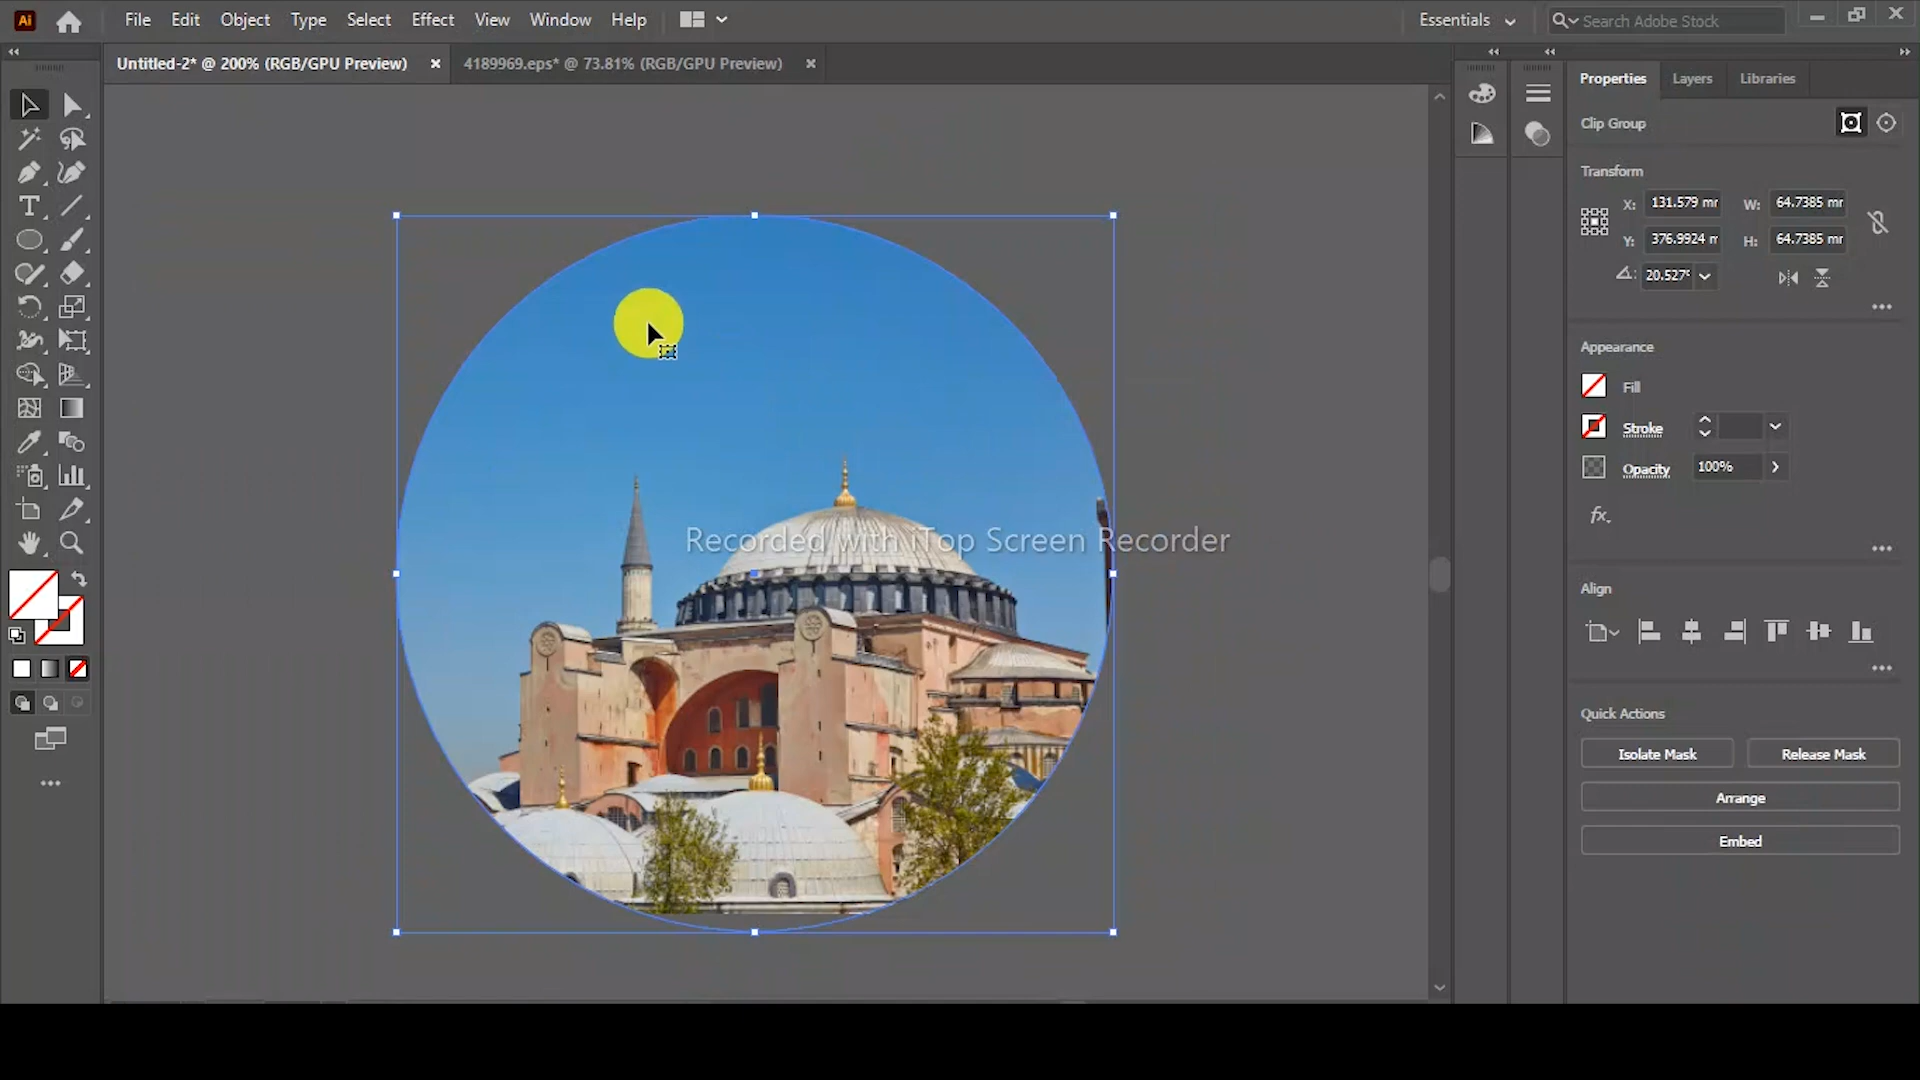 Ai File Edit Object Type Select Effect View Window Help Essentials Search Adobe Stock
Untitled-2* @ 200% (RGB/GPU Preview) × 4189969.eps* @ 73.81% (RGB/GPU Preview) ×
Properties Layers Libraries
Clip Group
Transform
X: 131.579 mr W: 64.7385 mr
Y: 376.9924 m H: 64.7385 mr
20.527°
Appearance
Fill
Stroke
Opacity 100%
fx.
Recorded with iTop Screen Recorder
Align
Quick Actions
Isolate Mask Release Mask
Arrange
Embed